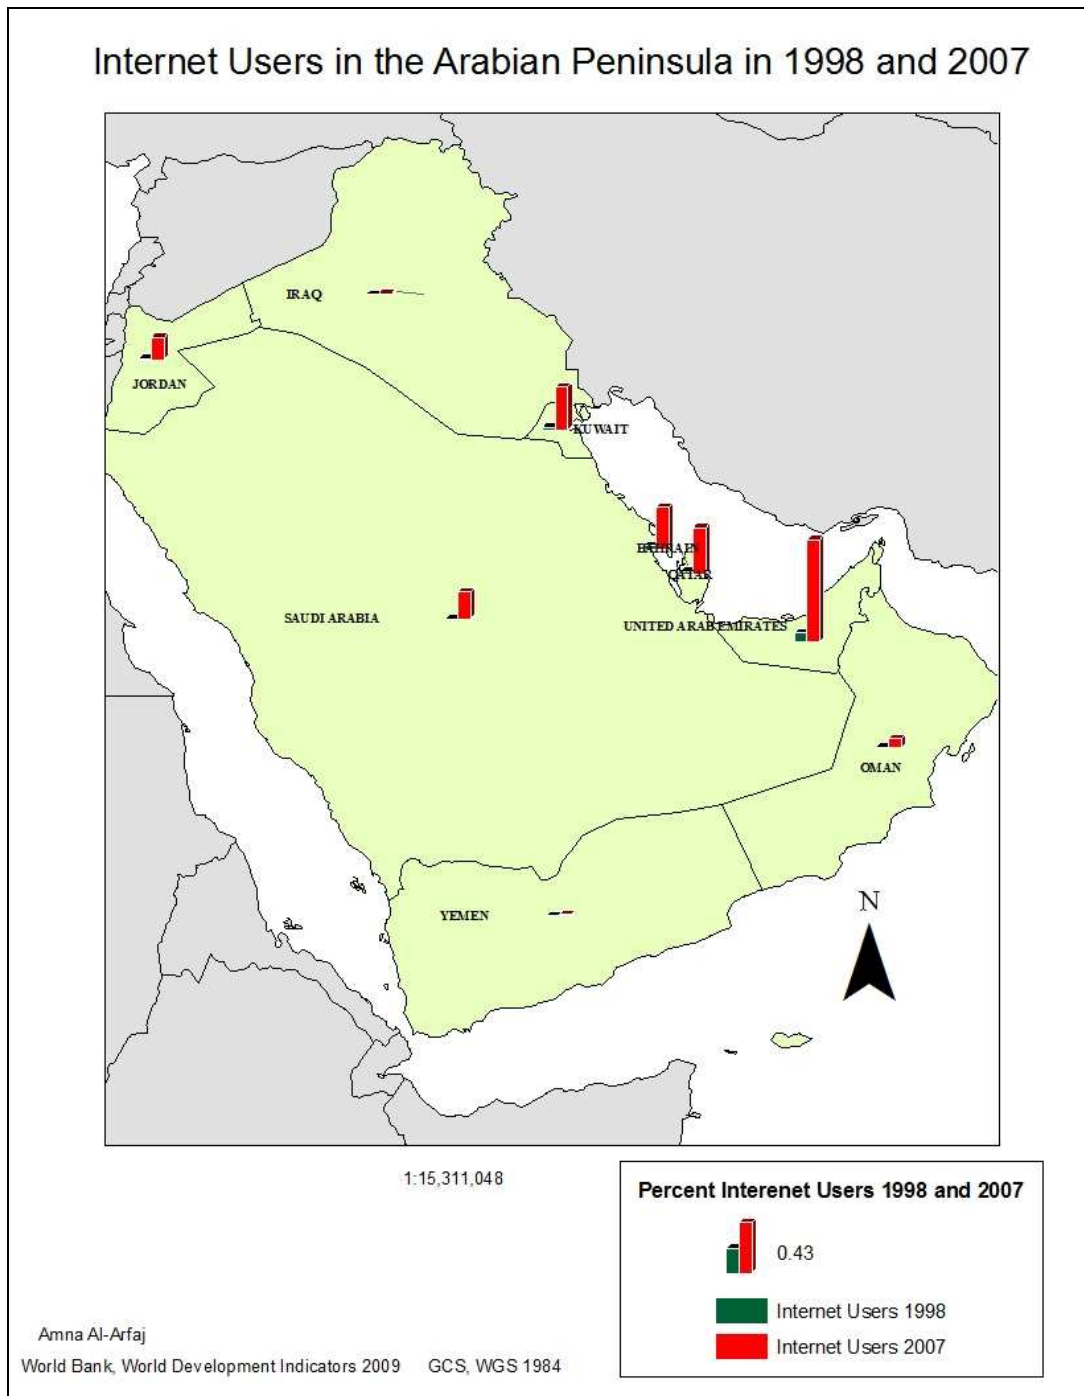 Internet Users in the Arabian Peninsula in 1998 and 2007
IRAQ
JORDAN
KUWAIT
BAHRAIN
QATAR
SAUDI ARABIA
UNITED ARAB EMIRATES
OMAN
YEMEN
N
1:15,311,048
Percent Interenet Users 1998 and 2007
0.43
Internet Users 1998
Internet Users 2007
Amna Al-Arfaj
World Bank, World Development Indicators 2009 GCS, WGS 1984